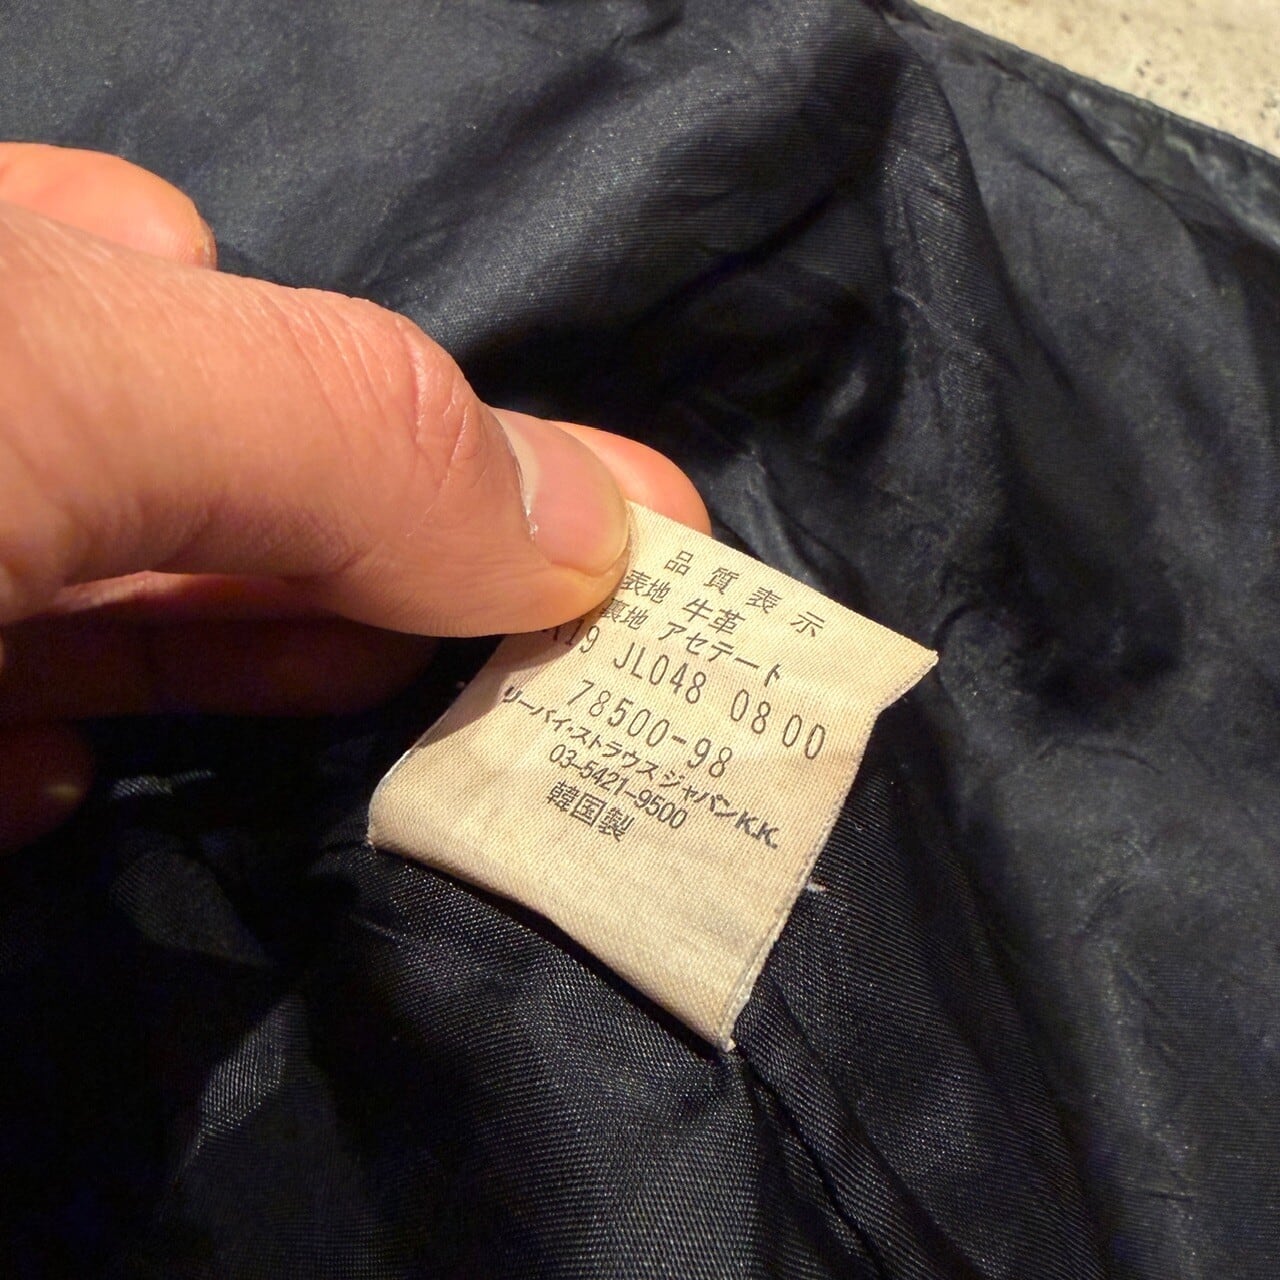 品質表示
表地 牛革
裏地 アセテート
19 JL048 0800
78500-98
リーバイ・ストラウス ジャパンK.K.
03-5421-9500
韓国製